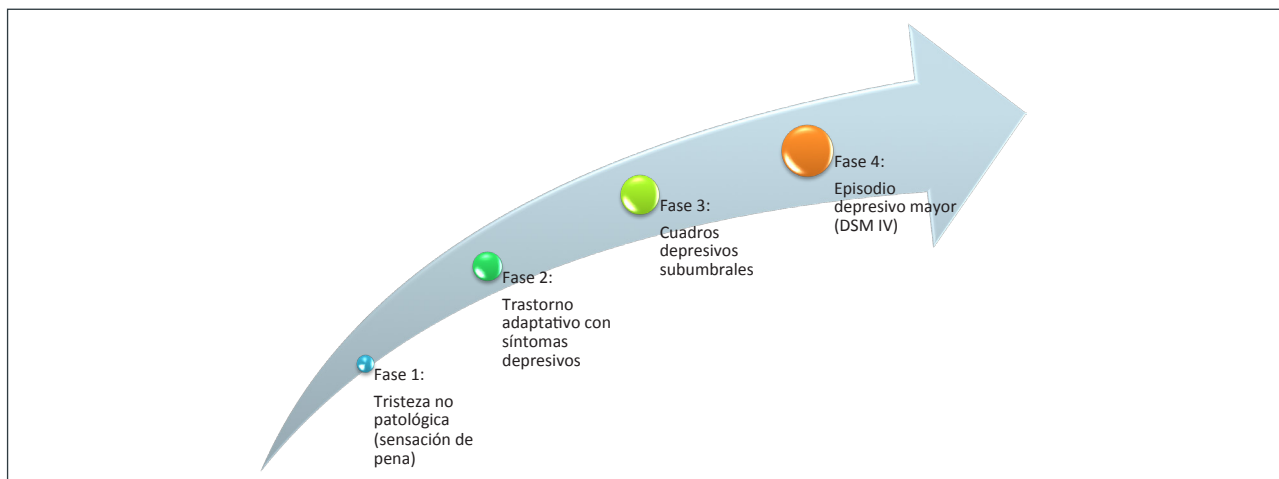 Fase 1:
Tristeza no
patológica
(sensación de
pena)
Fase 2:
Trastorno
adaptativo con
síntomas
depresivos
Fase 3:
Cuadros
depresivos
subumbrales
Fase 4:
Episodio
depresivo mayor
(DSM IV)